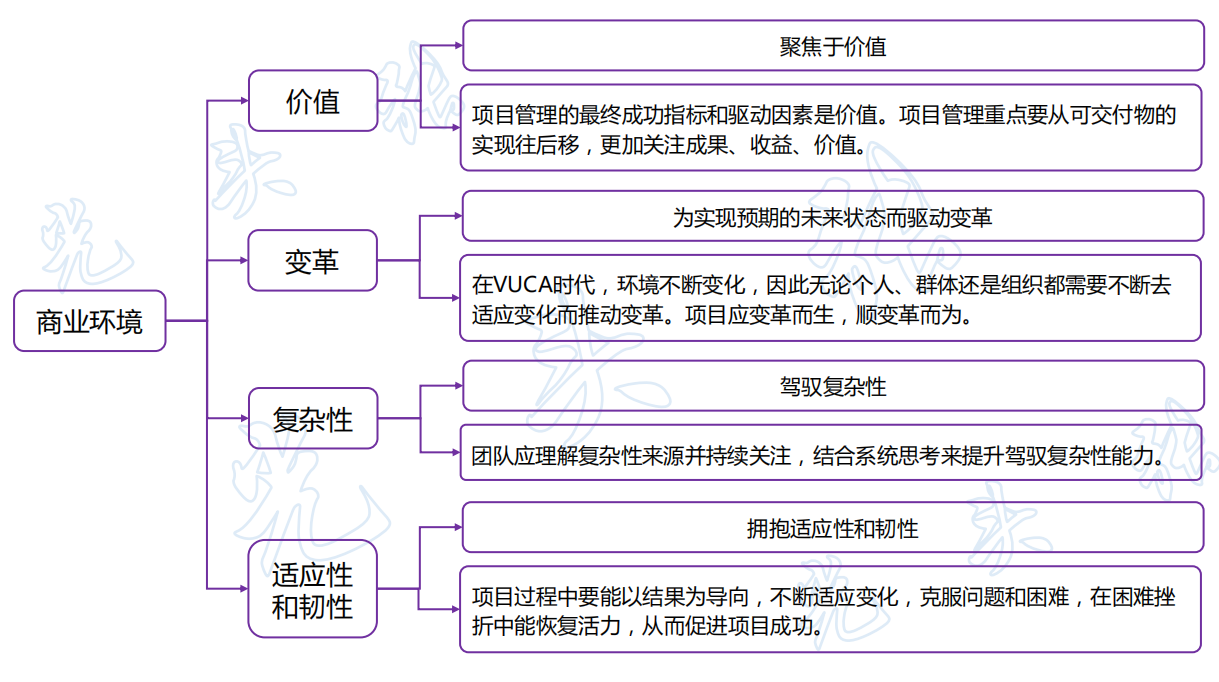 聚焦于价值
价值
项目管理的最终成功指标和驱动因素是价值。项目管理重点要从可交付物的
实现往后移，更加关注成果、收益、价值。
为实现预期的未来状态而驱动变革
变革
在VUCA时代，环境不断变化，因此无论个人、群体还是组织都需要不断去
适应变化而推动变革。项目应变革而生，顺变革而为。
商业环境
驾驭复杂性
复杂性
团队应理解复杂性来源并持续关注，结合系统思考来提升驾驭复杂性能力。
拥抱适应性和韧性
适应性
和韧性
项目过程中要能以结果为导向，不断适应变化，克服问题和困难，在困难挫
折中能恢复活力，从而促进项目成功。